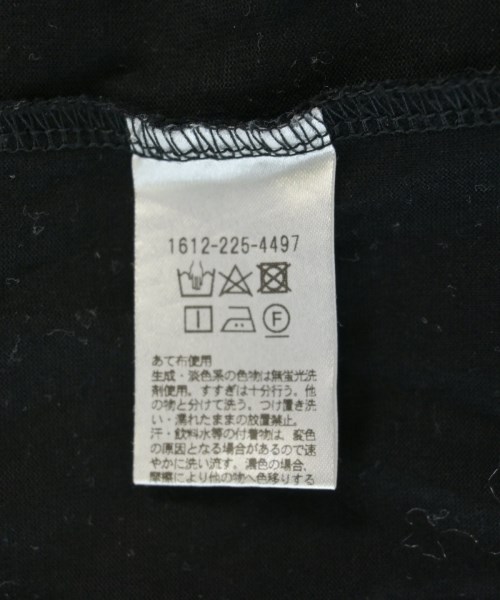 1612-225-4497
F
あて布使用
生成・淡色系の色物は無蛍光洗
剤使用。すすぎは十分行う。他
の物と分けて洗う。つけ置き洗
い・濡れたままの放置禁止。
汗・飲料水等の付着物は、変色
の原因となる場合があるので速
やかに洗い流す。濃色の場合、
摩擦により他の物へ色移りする